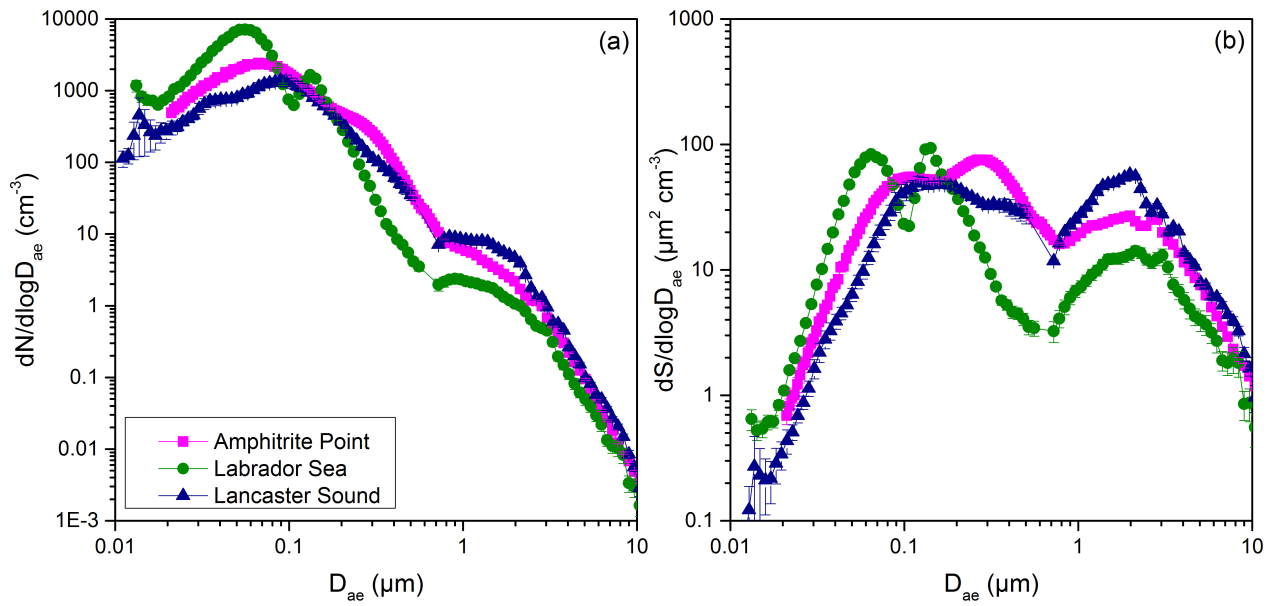 (a)
dN/dlogDae (cm-3)
10000
1000
100
10
1
0.1
0.01
1E-3
Amphitrite Point
Labrador Sea
Lancaster Sound
0.01
0.1
1
10
Dae (µm)
(b)
dS/dlogDae (µm2 cm-3)
1000
100
10
1
0.1
0.01
0.1
1
10
Dae (µm)